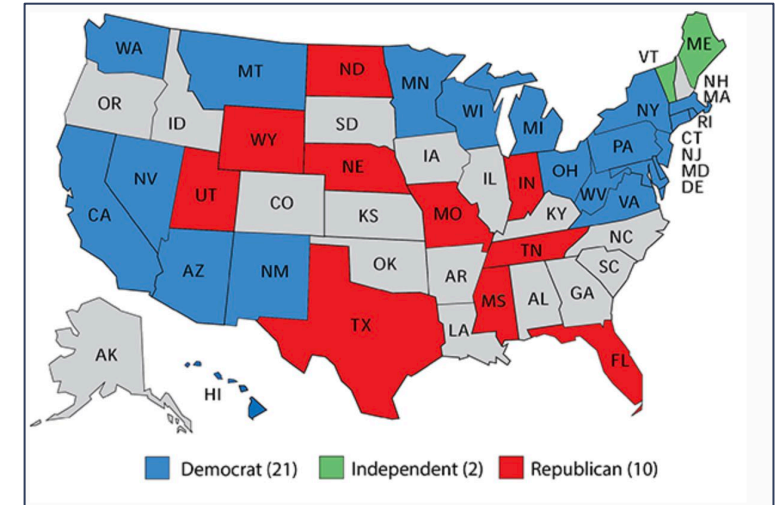 WA
MT
ND
MN
VT
ME
OR
ID
SD
WI
MI
NY
NH
MA
RI
CT
NJ
MD
DE
WY
NE
IA
PA
NV
UT
CO
KS
MO
IL
IN
OH
WV
VA
KY
CA
AZ
NM
OK
AR
TN
NC
SC
TX
LA
MS
AL
GA
FL
AK
HI
Democrat (21) Independent (2) Republican (10)